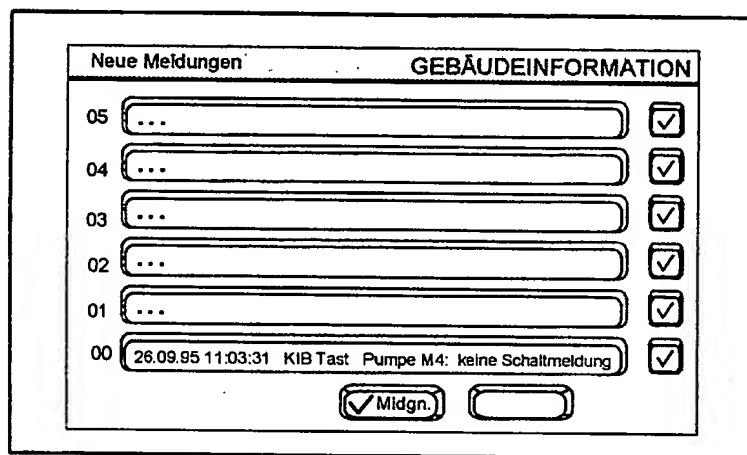 Neue Meldungen GEBÄUDEINFORMATION
05 ...
04 ...
03 ...
02 ...
01 ...
00 26.09.95 11:03:31 KIB Tast Pumpe M4: keine Schaltmeldung
Mldgn.